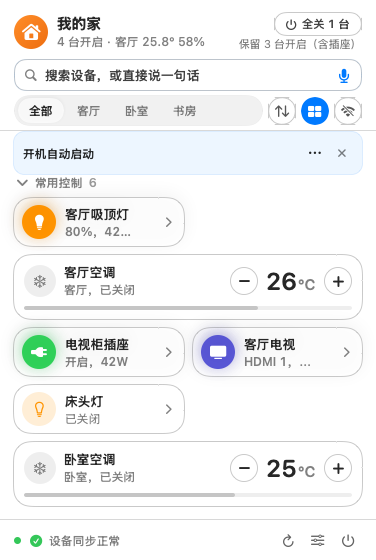 我的家
4 台开启 · 客厅 25.8° 58%
全关 1 台
保留 3 台开启（含插座）
搜索设备，或直接说一句话
全部 客厅 卧室 书房
开机自动启动
常用控制 6
客厅吸顶灯
80%，42...
客厅空调
客厅，已关闭
26°C
电视柜插座
开启，42W
客厅电视
HDMI 1，...
床头灯
已关闭
卧室空调
卧室，已关闭
25°C
设备同步正常